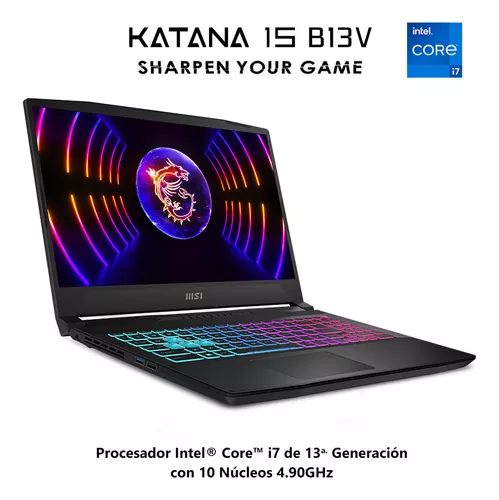 KATANA 15 B13V
SHARPEN YOUR GAME
intel.
CORE
i7
msi
Procesador Intel® Core™ i7 de 13ª. Generación
con 10 Núcleos 4.90GHz